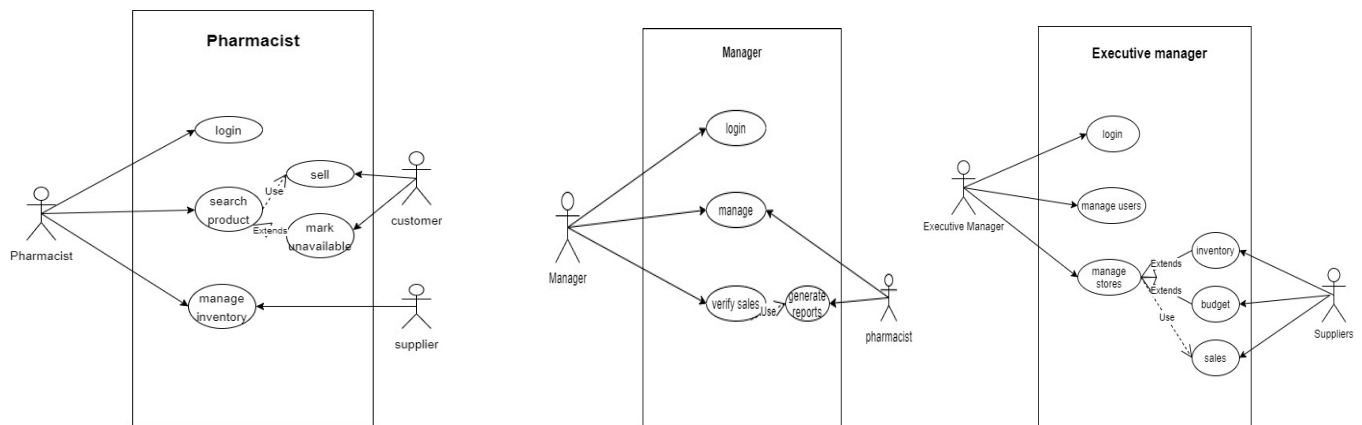 Pharmacist
login
sell
Use
search
product
Extends
mark
unavailable
customer
Pharmacist
manage
inventory
supplier
Manager
login
manage
Manager
verify sales
Use
generate
reports
pharmacist
Executive manager
login
manage users
Executive Manager
manage
stores
Extends
inventory
Extends
budget
Use
sales
Suppliers